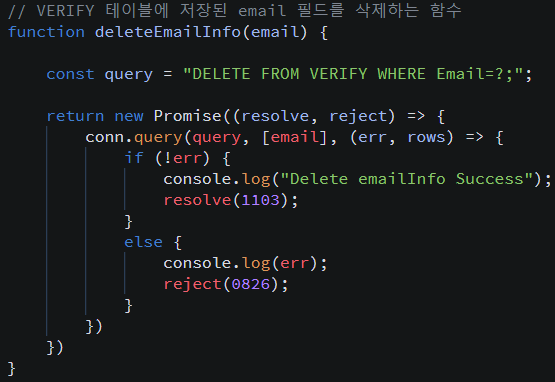 // VERIFY 테이블에 저장된 email 필드를 삭제하는 함수
function deleteEmailInfo(email) {
    const query = "DELETE FROM VERIFY WHERE Email=?;";
    return new Promise((resolve, reject) => {
        conn.query(query, [email], (err, rows) => {
            if (!err) {
                console.log("Delete emailInfo Success");
                resolve(1103);
            }
            else {
                console.log(err);
                reject(0826);
            }
        })
    })
}